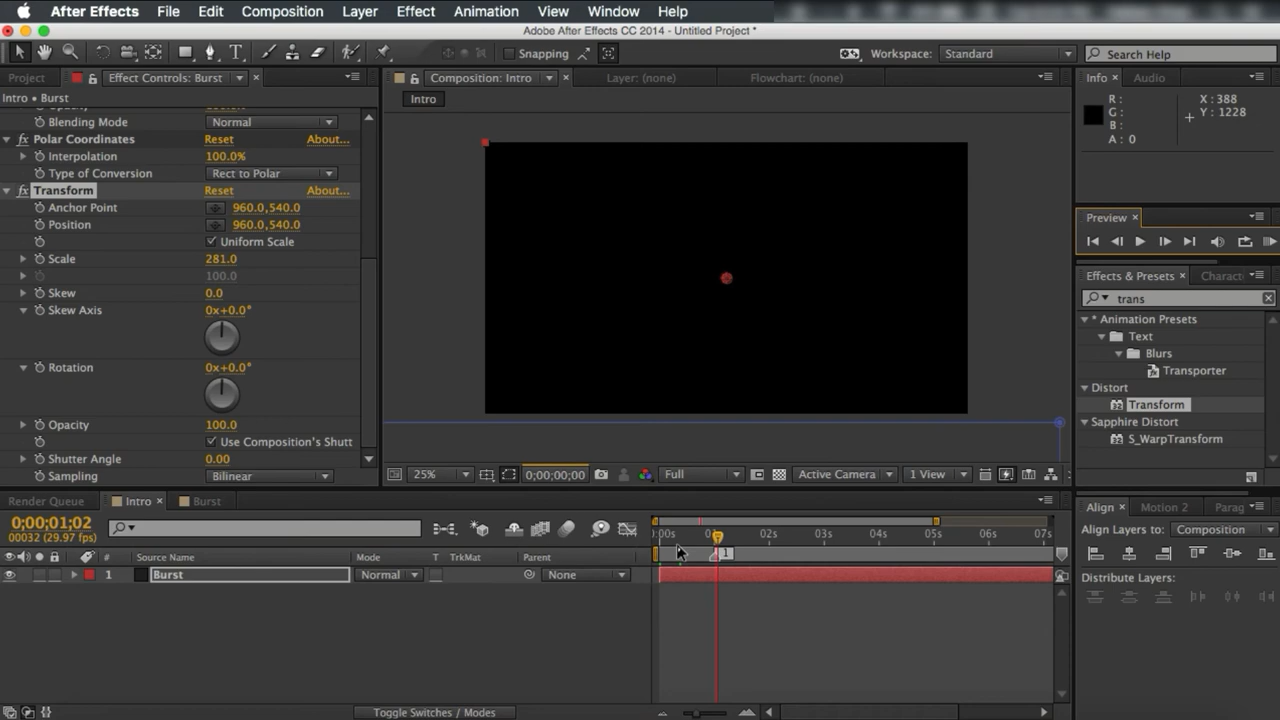 After Effects File Edit Composition Layer Effect Animation View Window Help
Adobe After Effects CC 2014 - Untitled Project *
Snapping Workspace: Standard Search Help
Project Effect Controls: Burst Composition: Intro Layer: (none) Flowchart: (none) Info Audio
Intro • Burst Intro
R: X: 388
G: Y: 1228
B:
A: 0
Blending Mode Normal
fx Polar Coordinates Reset About...
Interpolation 100.0%
Type of Conversion Rect to Polar
fx Transform Reset About...
Anchor Point 960.0,540.0
Position 960.0,540.0
Uniform Scale
Scale 281.0
100.0
Skew 0.0
Skew Axis 0x+0.0°
Rotation 0x+0.0°
Opacity 100.0
Use Composition's Shutt
Shutter Angle 0.00
Sampling Bilinear
25% 0;00;00;00 Full Active Camera 1 View
Preview
Effects & Presets Charact
trans
* Animation Presets
Text
Blurs
Transporter
Distort
Transform
Sapphire Distort
S_WarpTransform
Render Queue Intro Burst
0;00;01;02
00032 (29.97 fps)
:00s 02s 03s 04s 05s 06s 07s
1
# Source Name Mode T TrkMat Parent
1 Burst Normal None
Toggle Switches / Modes
Align Motion 2 Parag
Align Layers to: Composition
Distribute Layers: